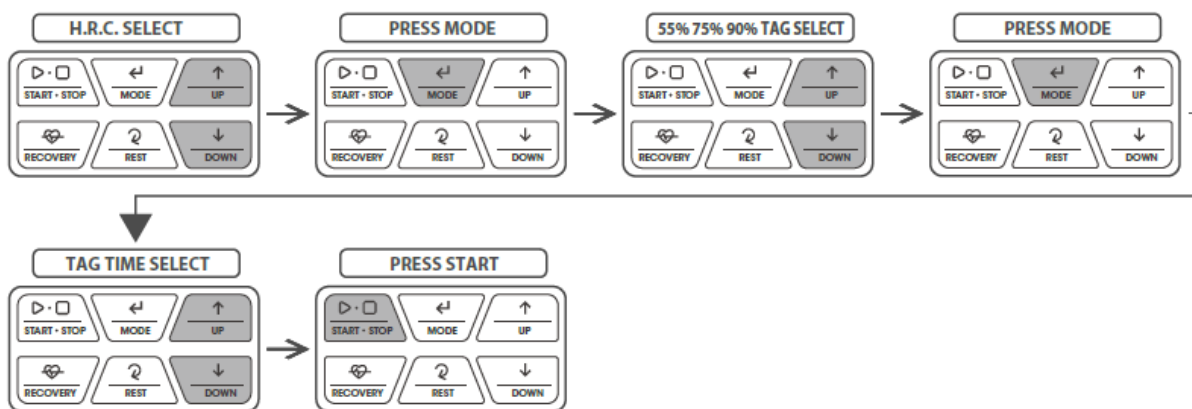 H.R.C. SELECT
PRESS MODE
55% 75% 90% TAG SELECT
PRESS MODE
START • STOP MODE UP
START • STOP MODE UP
START • STOP MODE UP
START • STOP MODE UP
RECOVERY REST DOWN
RECOVERY REST DOWN
RECOVERY REST DOWN
RECOVERY REST DOWN
TAG TIME SELECT
PRESS START
START • STOP MODE UP
START • STOP MODE UP
RECOVERY REST DOWN
RECOVERY REST DOWN